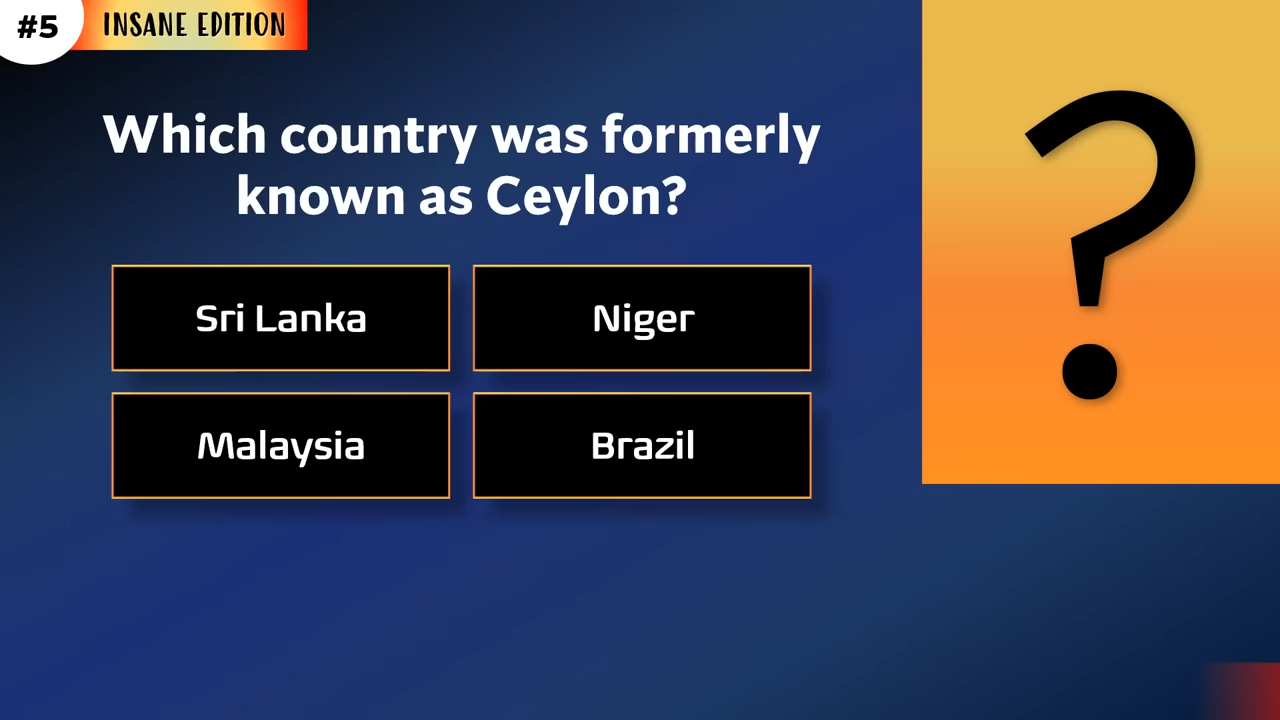 #5
INSANE EDITION
Which country was formerly
known as Ceylon?
Sri Lanka
Niger
Malaysia
Brazil
?